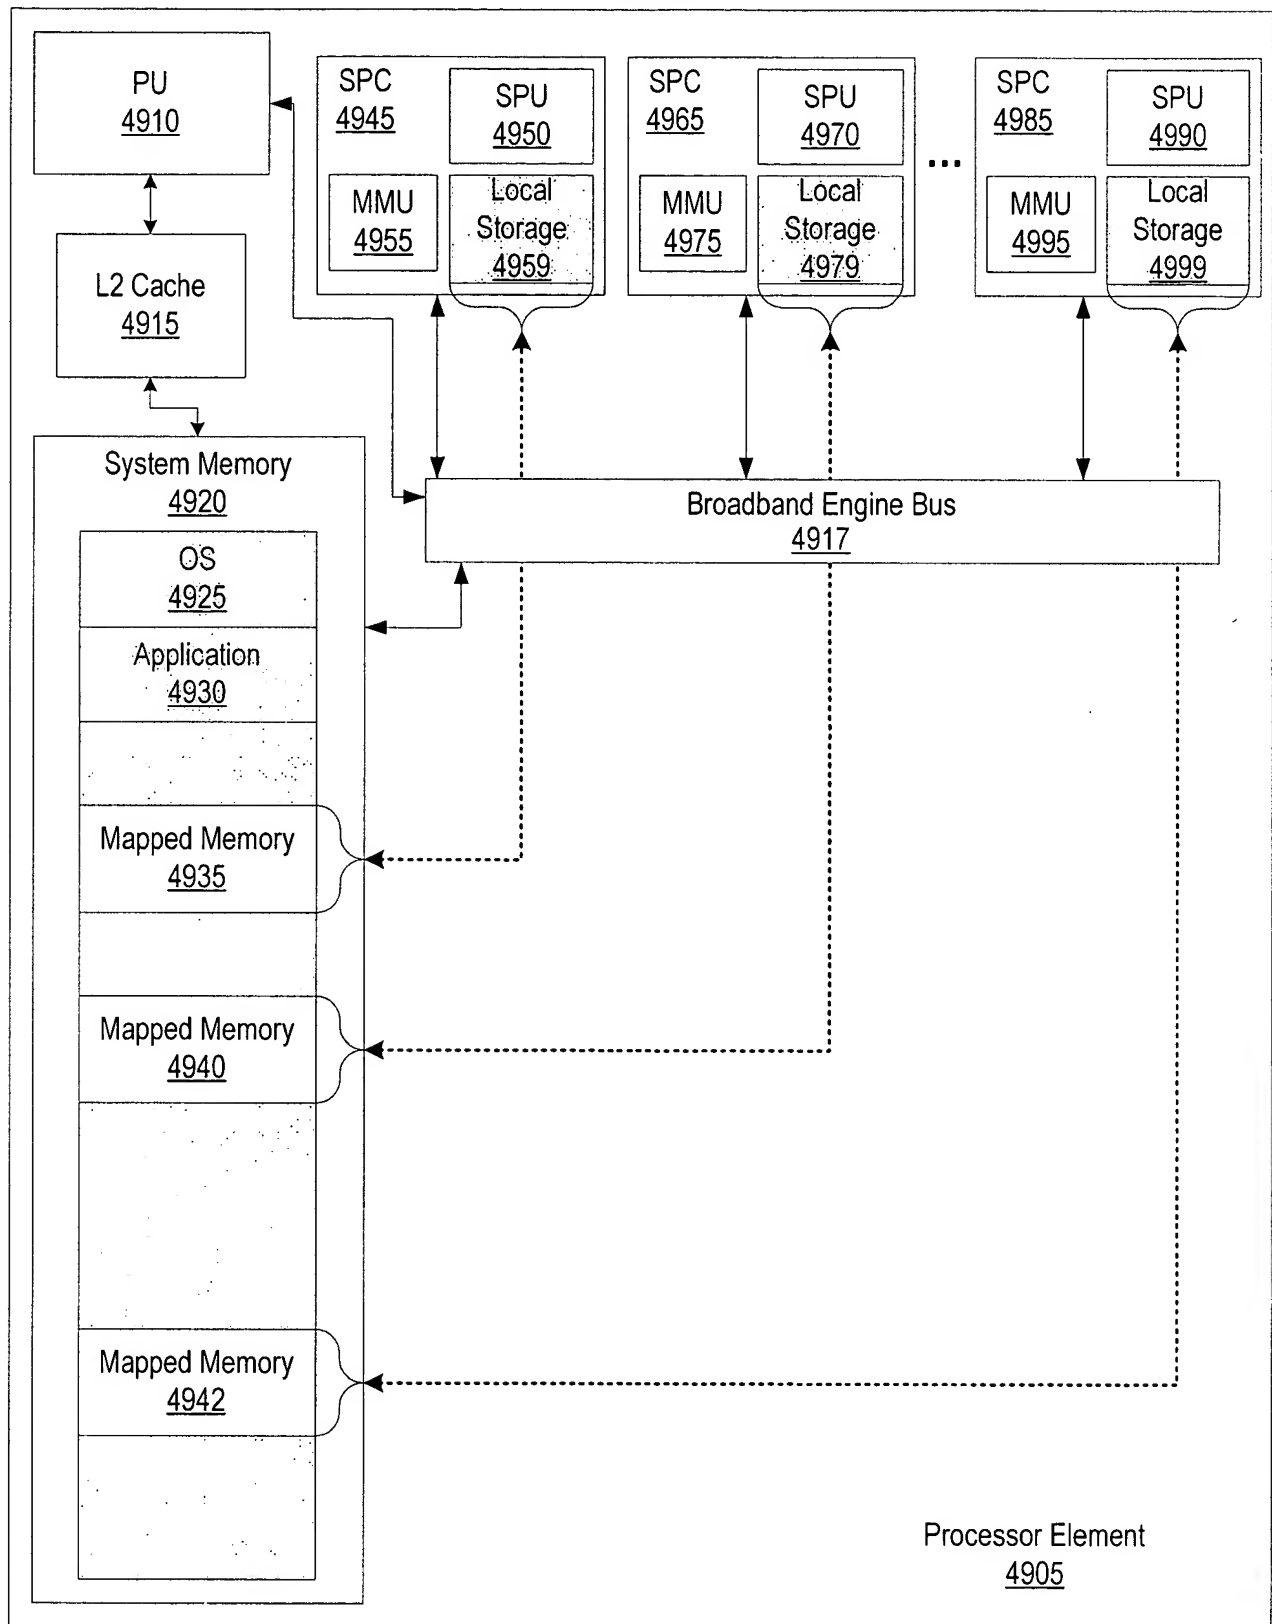 PU
4910
SPC
4945
SPU
4950
MMU
4955
Local
Storage
4959
SPC
4965
SPU
4970
MMU
4975
Local
Storage
4979
...
SPC
4985
SPU
4990
MMU
4995
Local
Storage
4999
L2 Cache
4915
System Memory
4920
Broadband Engine Bus
4917
OS
4925
Application
4930
Mapped Memory
4935
Mapped Memory
4940
Mapped Memory
4942
Processor Element
4905